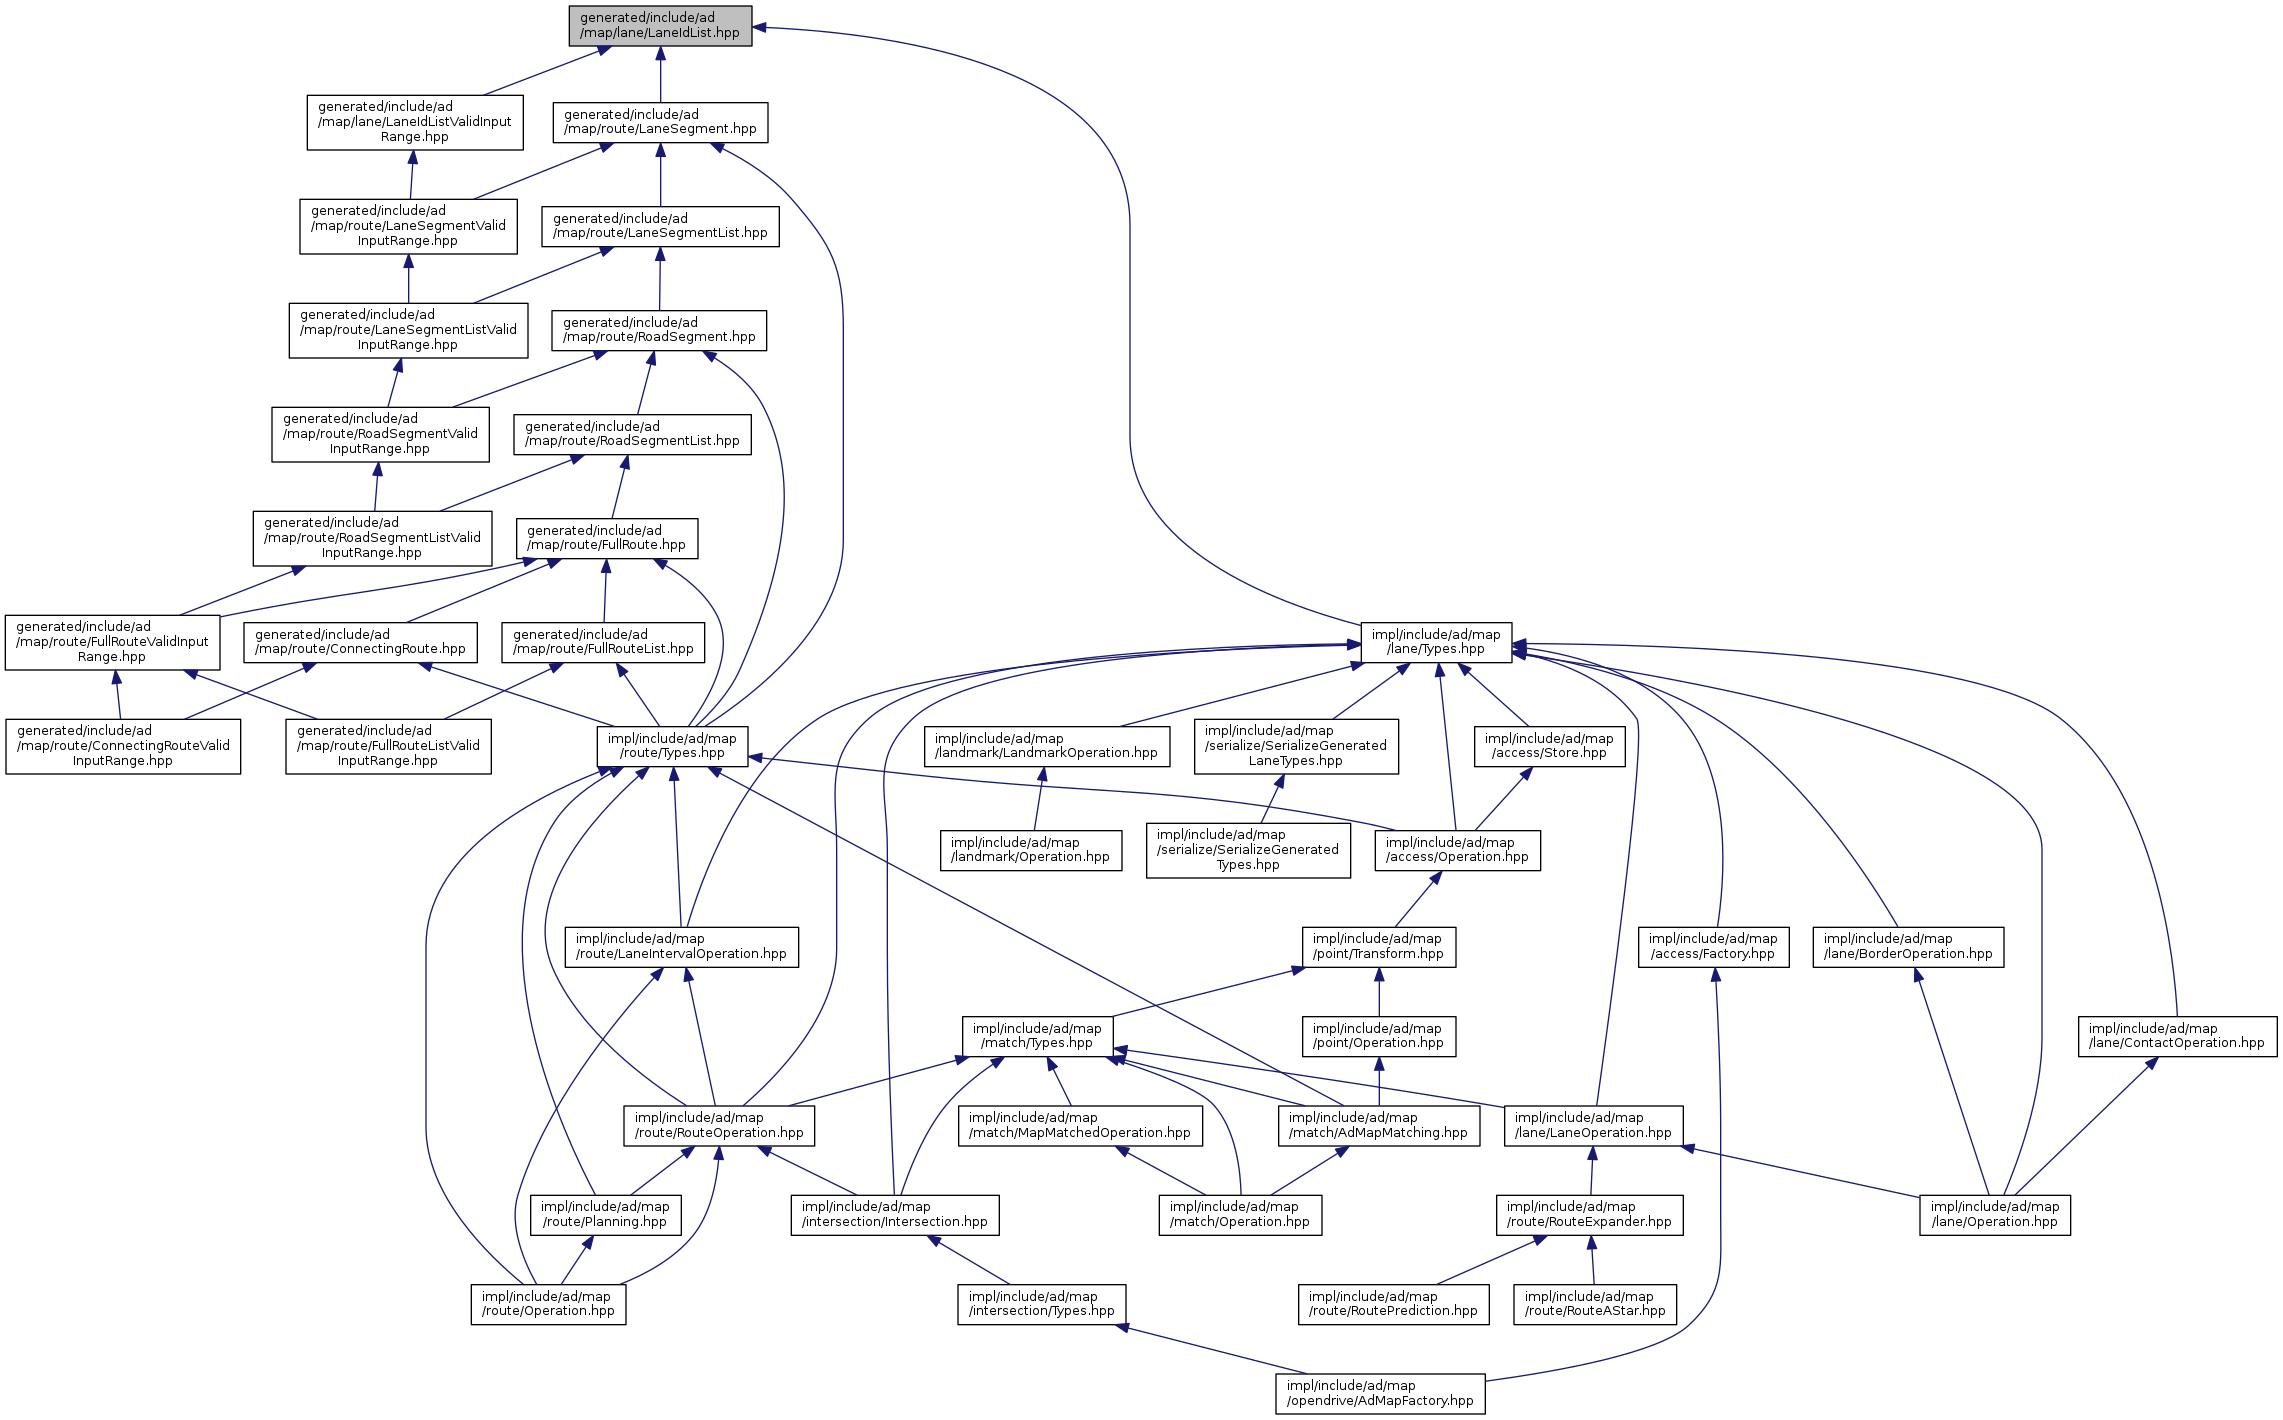 generated/include/ad
/map/lane/LaneIdList.hpp
generated/include/ad
/map/lane/LaneIdListValidInput
Range.hpp
generated/include/ad
/map/route/LaneSegment.hpp
generated/include/ad
/map/route/LaneSegmentValid
InputRange.hpp
generated/include/ad
/map/route/LaneSegmentList.hpp
generated/include/ad
/map/route/LaneSegmentListValid
InputRange.hpp
generated/include/ad
/map/route/RoadSegment.hpp
generated/include/ad
/map/route/RoadSegmentValid
InputRange.hpp
generated/include/ad
/map/route/RoadSegmentList.hpp
generated/include/ad
/map/route/RoadSegmentListValid
InputRange.hpp
generated/include/ad
/map/route/FullRoute.hpp
generated/include/ad
/map/route/FullRouteValidInput
Range.hpp
generated/include/ad
/map/route/ConnectingRoute.hpp
generated/include/ad
/map/route/FullRouteList.hpp
impl/include/ad/map
/lane/Types.hpp
generated/include/ad
/map/route/ConnectingRouteValid
InputRange.hpp
generated/include/ad
/map/route/FullRouteListValid
InputRange.hpp
impl/include/ad/map
/route/Types.hpp
impl/include/ad/map
/landmark/LandmarkOperation.hpp
impl/include/ad/map
/serialize/SerializeGenerated
LaneTypes.hpp
impl/include/ad/map
/access/Store.hpp
impl/include/ad/map
/landmark/Operation.hpp
impl/include/ad/map
/serialize/SerializeGenerated
Types.hpp
impl/include/ad/map
/access/Operation.hpp
impl/include/ad/map
/route/LaneIntervalOperation.hpp
impl/include/ad/map
/point/Transform.hpp
impl/include/ad/map
/access/Factory.hpp
impl/include/ad/map
/lane/BorderOperation.hpp
impl/include/ad/map
/match/Types.hpp
impl/include/ad/map
/point/Operation.hpp
impl/include/ad/map
/lane/ContactOperation.hpp
impl/include/ad/map
/route/RouteOperation.hpp
impl/include/ad/map
/match/MapMatchedOperation.hpp
impl/include/ad/map
/match/AdMapMatching.hpp
impl/include/ad/map
/lane/LaneOperation.hpp
impl/include/ad/map
/route/Planning.hpp
impl/include/ad/map
/intersection/Intersection.hpp
impl/include/ad/map
/match/Operation.hpp
impl/include/ad/map
/route/RouteExpander.hpp
impl/include/ad/map
/lane/Operation.hpp
impl/include/ad/map
/route/Operation.hpp
impl/include/ad/map
/intersection/Types.hpp
impl/include/ad/map
/route/RoutePrediction.hpp
impl/include/ad/map
/route/RouteAStar.hpp
impl/include/ad/map
/opendrive/AdMapFactory.hpp